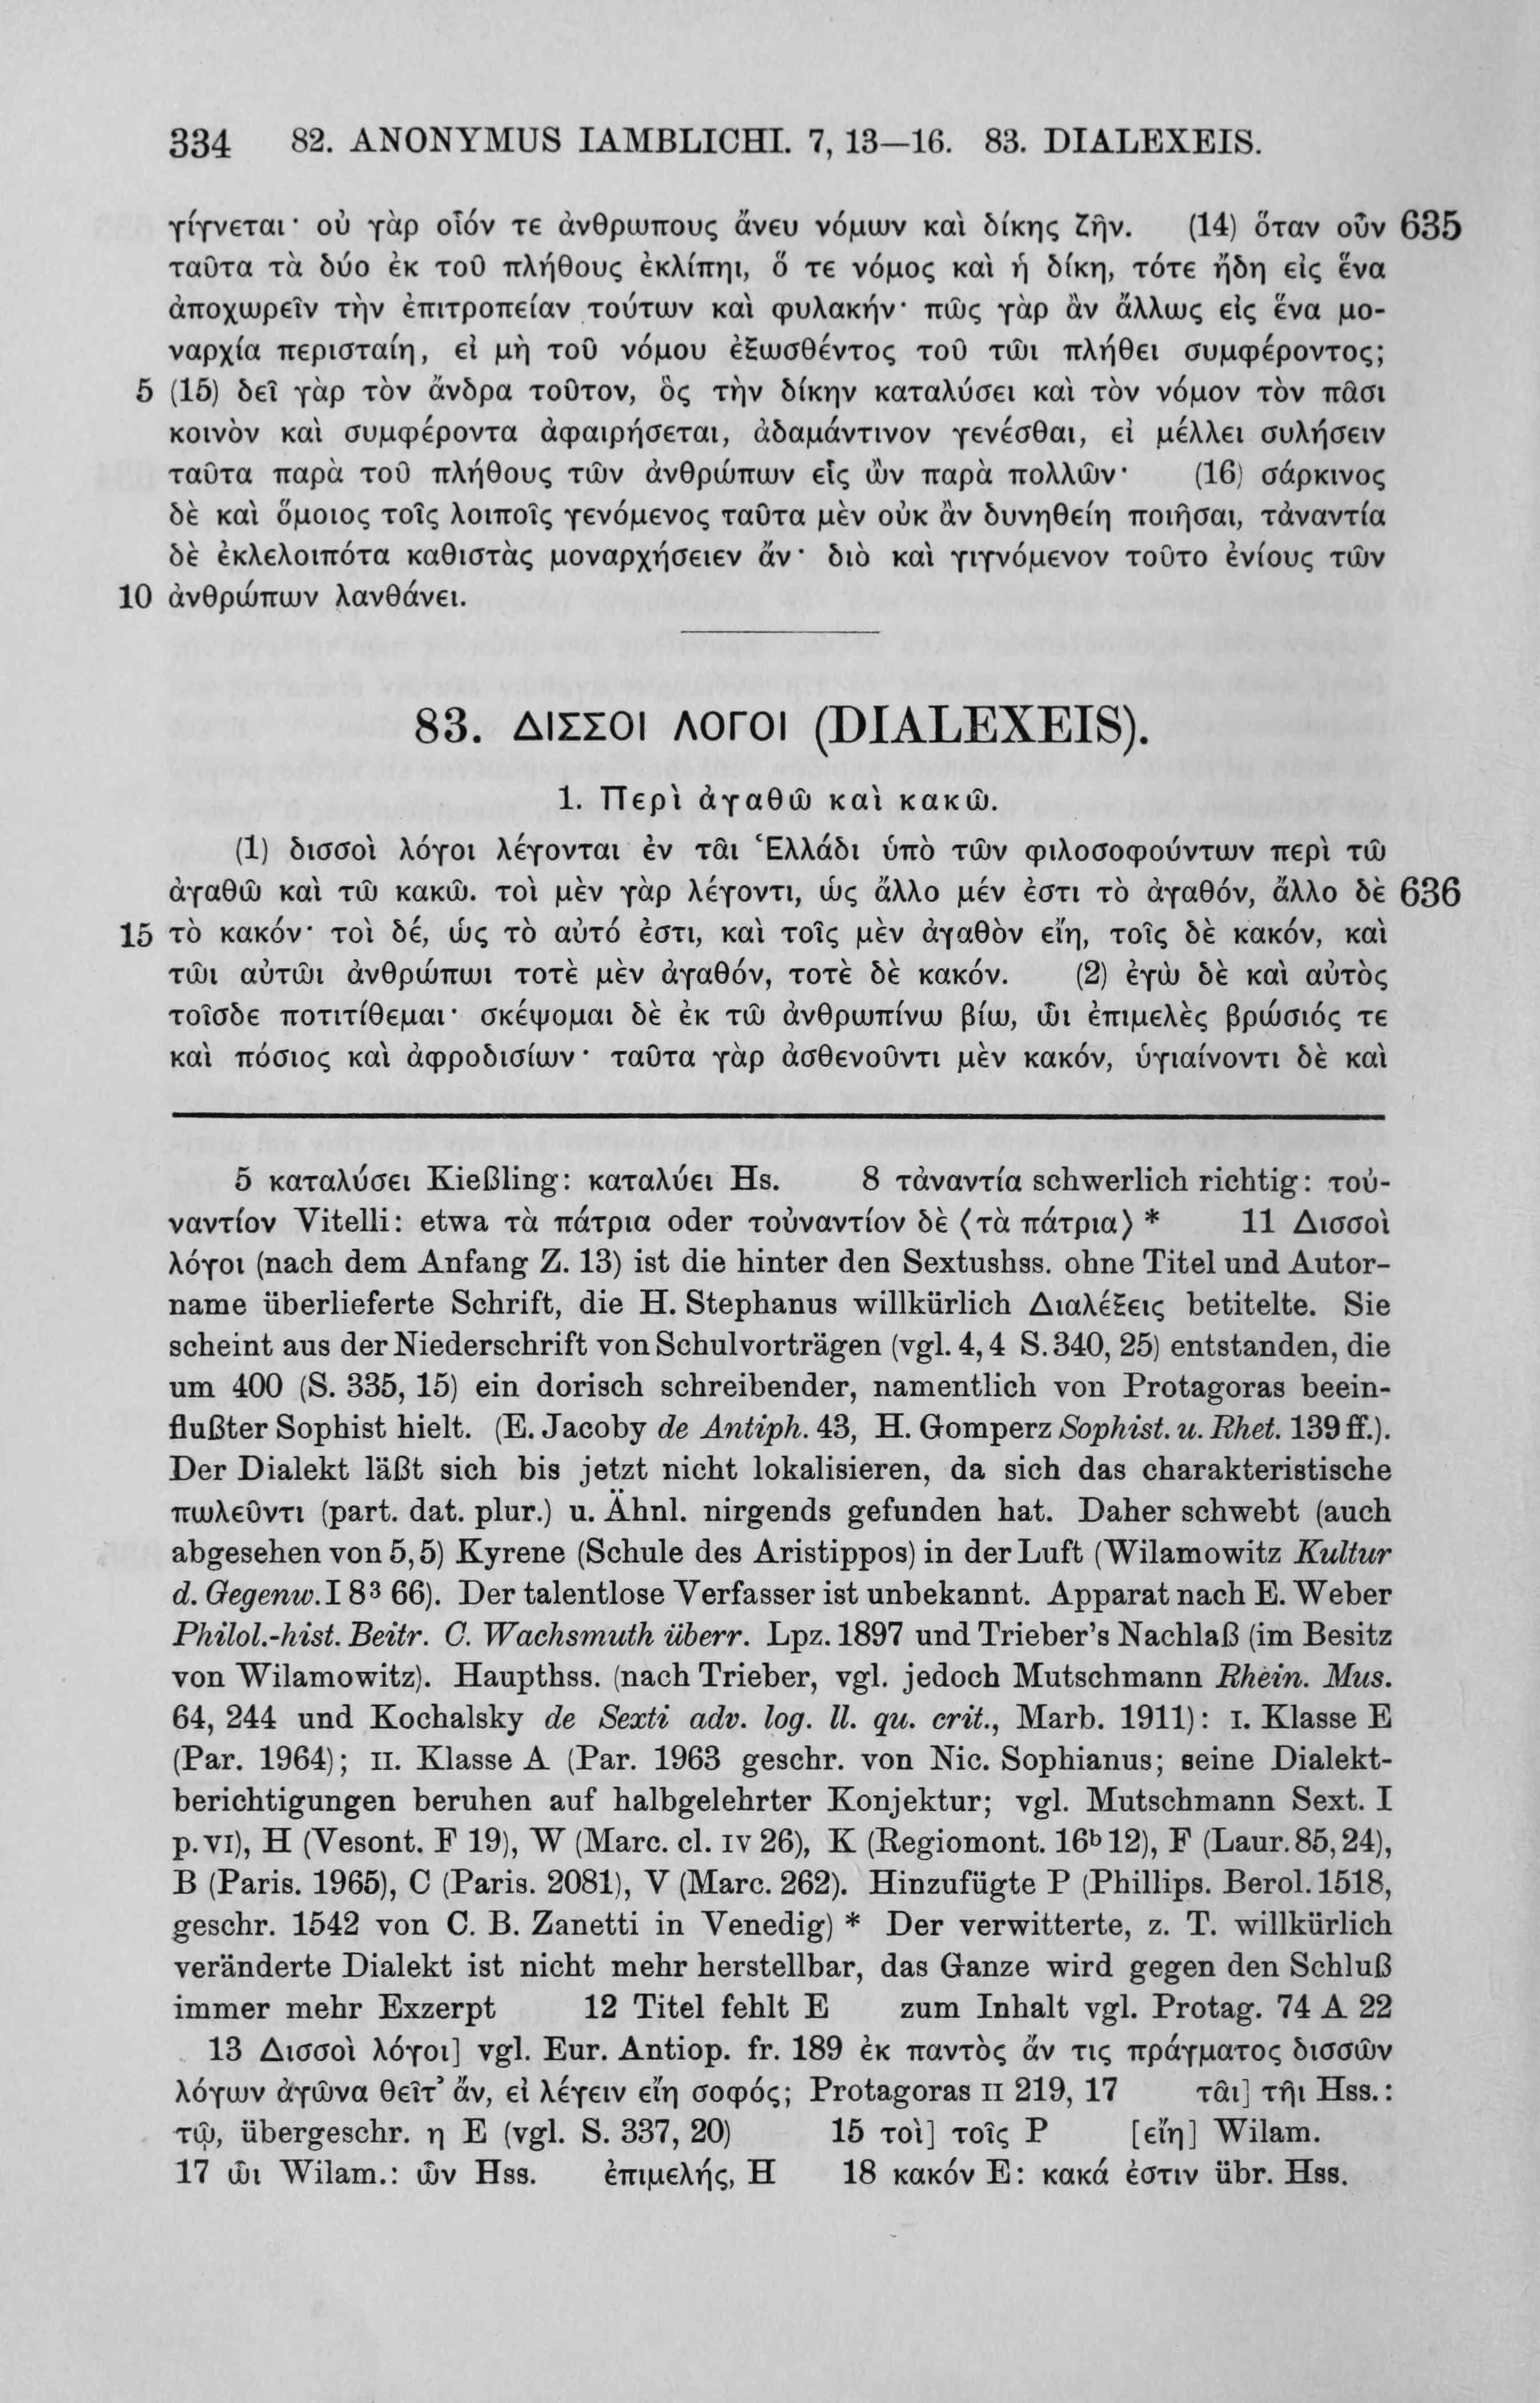 334 82. ANONYMUS IAMBLICHI. 7, 13—16. 83. DIALEXEIS.
γίγνεται· οὐ γὰρ οἷόν τε ἀνθρωπους ἄνευ νόμων καὶ δίκης ζῆν. (14) ὅταν οὖν 635
ταῦτα τὰ δύο ἐκ τοῦ πλήθους ἐκλίπηι, ὅ τε νόμος καὶ ἡ δίκη, τότε ἤδη εἰς ἕνα
ἀποχωρεῖν τὴν ἐπιτροπείαν τούτων καὶ φυλακήν· πῶς γὰρ ἂν ἄλλως εἰς ἕνα μο-
ναρχία περισταίη, εἰ μὴ τοῦ νόμου ἐξωσθέντος τοῦ τῶι πλήθει συμφέροντος;
5 (15) δεῖ γὰρ τὸν ἄνδρα τοῦτον, ὃς τὴν δίκην καταλύσει καὶ τὸν νόμον τὸν πᾶσι
κοινὸν καὶ συμφέροντα ἀφαιρήσεται, ἀδαμάντινον γενέσθαι, εἰ μέλλει συλήσειν
ταῦτα παρὰ τοῦ πλήθους τῶν ἀνθρώπων εἷς ὢν παρὰ πολλῶν· (16) σάρκινος
δὲ καὶ ὅμοιος τοῖς λοιποῖς γενόμενος ταῦτα μὲν οὐκ ἂν δυνηθείη ποιῆσαι, τἀναντία
δὲ ἐκλελοιπότα καθιστὰς μοναρχήσειεν ἄν· διὸ καὶ γιγνόμενον τοῦτο ἐνίους τῶν
10 ἀνθρώπων λανθάνει.
83. ΔΙΣΣΟΙ ΛΟΓΟΙ (DIALEXEIS).
1. Περὶ ἀγαθῶ καὶ κακῶ.
(1) δισσοὶ λόγοι λέγονται ἐν τᾶι Ἑλλάδι ὑπὸ τῶν φιλοσοφούντων περὶ τῶ
ἀγαθῶ καὶ τῶ κακῶ. τοὶ μὲν γὰρ λέγοντι, ὡς ἄλλο μέν ἐστι τὸ ἀγαθόν, ἄλλο δὲ 636
15 τὸ κακόν· τοὶ δέ, ὡς τὸ αὐτό ἐστι, καὶ τοῖς μὲν ἀγαθὸν εἴη, τοῖς δὲ κακόν, καὶ
τῶι αὐτῶι ἀνθρώπωι τοτὲ μὲν ἀγαθόν, τοτὲ δὲ κακόν. (2) ἐγὼ δὲ καὶ αὐτὸς
τοῖσδε ποτιτίθεμαι· σκέψομαι δὲ ἐκ τῶ ἀνθρωπίνω βίω, ὧι ἐπιμελὲς βρώσιός τε
καὶ πόσιος καὶ ἀφροδισίων· ταῦτα γὰρ ἀσθενοῦντι μὲν κακόν, ὑγιαίνοντι δὲ καὶ
5 καταλύσει Kießling: καταλύει Hs. 8 τἀναντία schwerlich richtig: τοὐ-
ναντίον Vitelli: etwa τὰ πάτρια oder τοὐναντίον δὲ ⟨τὰ πάτρια⟩ * 11 Δισσοὶ
λόγοι (nach dem Anfang Z. 13) ist die hinter den Sextushss. ohne Titel und Autor-
name überlieferte Schrift, die H. Stephanus willkürlich Διαλέξεις betitelte. Sie
scheint aus der Niederschrift von Schulvorträgen (vgl. 4, 4 S. 340, 25) entstanden, die
um 400 (S. 335, 15) ein dorisch schreibender, namentlich von Protagoras beein-
flußter Sophist hielt. (E. Jacoby de Antiph. 43, H. Gomperz Sophist. u. Rhet. 139 ff.).
Der Dialekt läßt sich bis jetzt nicht lokalisieren, da sich das charakteristische
πωλεῦντι (part. dat. plur.) u. Ähnl. nirgends gefunden hat. Daher schwebt (auch
abgesehen von 5, 5) Kyrene (Schule des Aristippos) in der Luft (Wilamowitz Kultur
d. Gegenw. I 8³ 66). Der talentlose Verfasser ist unbekannt. Apparat nach E. Weber
Philol.-hist. Beitr. C. Wachsmuth überr. Lpz. 1897 und Trieber's Nachlaß (im Besitz
von Wilamowitz). Haupthss. (nach Trieber, vgl. jedoch Mutschmann Rhein. Mus.
64, 244 und Kochalsky de Sexti adv. log. ll. qu. crit., Marb. 1911): I. Klasse E
(Par. 1964); II. Klasse A (Par. 1963 geschr. von Nic. Sophianus; seine Dialekt-
berichtigungen beruhen auf halbgelehrter Konjektur; vgl. Mutschmann Sext. I
p. VI), H (Vesont. F 19), W (Marc. cl. IV 26), K (Regiomont. 16ᵇ 12), F (Laur. 85, 24),
B (Paris. 1965), C (Paris. 2081), V (Marc. 262). Hinzufügte P (Phillips. Berol. 1518,
geschr. 1542 von C. B. Zanetti in Venedig) * Der verwitterte, z. T. willkürlich
veränderte Dialekt ist nicht mehr herstellbar, das Ganze wird gegen den Schluß
immer mehr Exzerpt 12 Titel fehlt E zum Inhalt vgl. Protag. 74 A 22
13 Δισσοὶ λόγοι] vgl. Eur. Antiop. fr. 189 ἐκ παντὸς ἄν τις πράγματος δισσῶν
λόγων ἀγῶνα θεῖτ' ἄν, εἰ λέγειν εἴη σοφός; Protagoras II 219, 17 τᾶι] τῆι Hss.:
τῷ, übergeschr. η E (vgl. S. 337, 20) 15 τοὶ] τοῖς P [εἴη] Wilam.
17 ὧι Wilam.: ὧν Hss. ἐπιμελής, H 18 κακόν E: κακά ἐστιν übr. Hss.